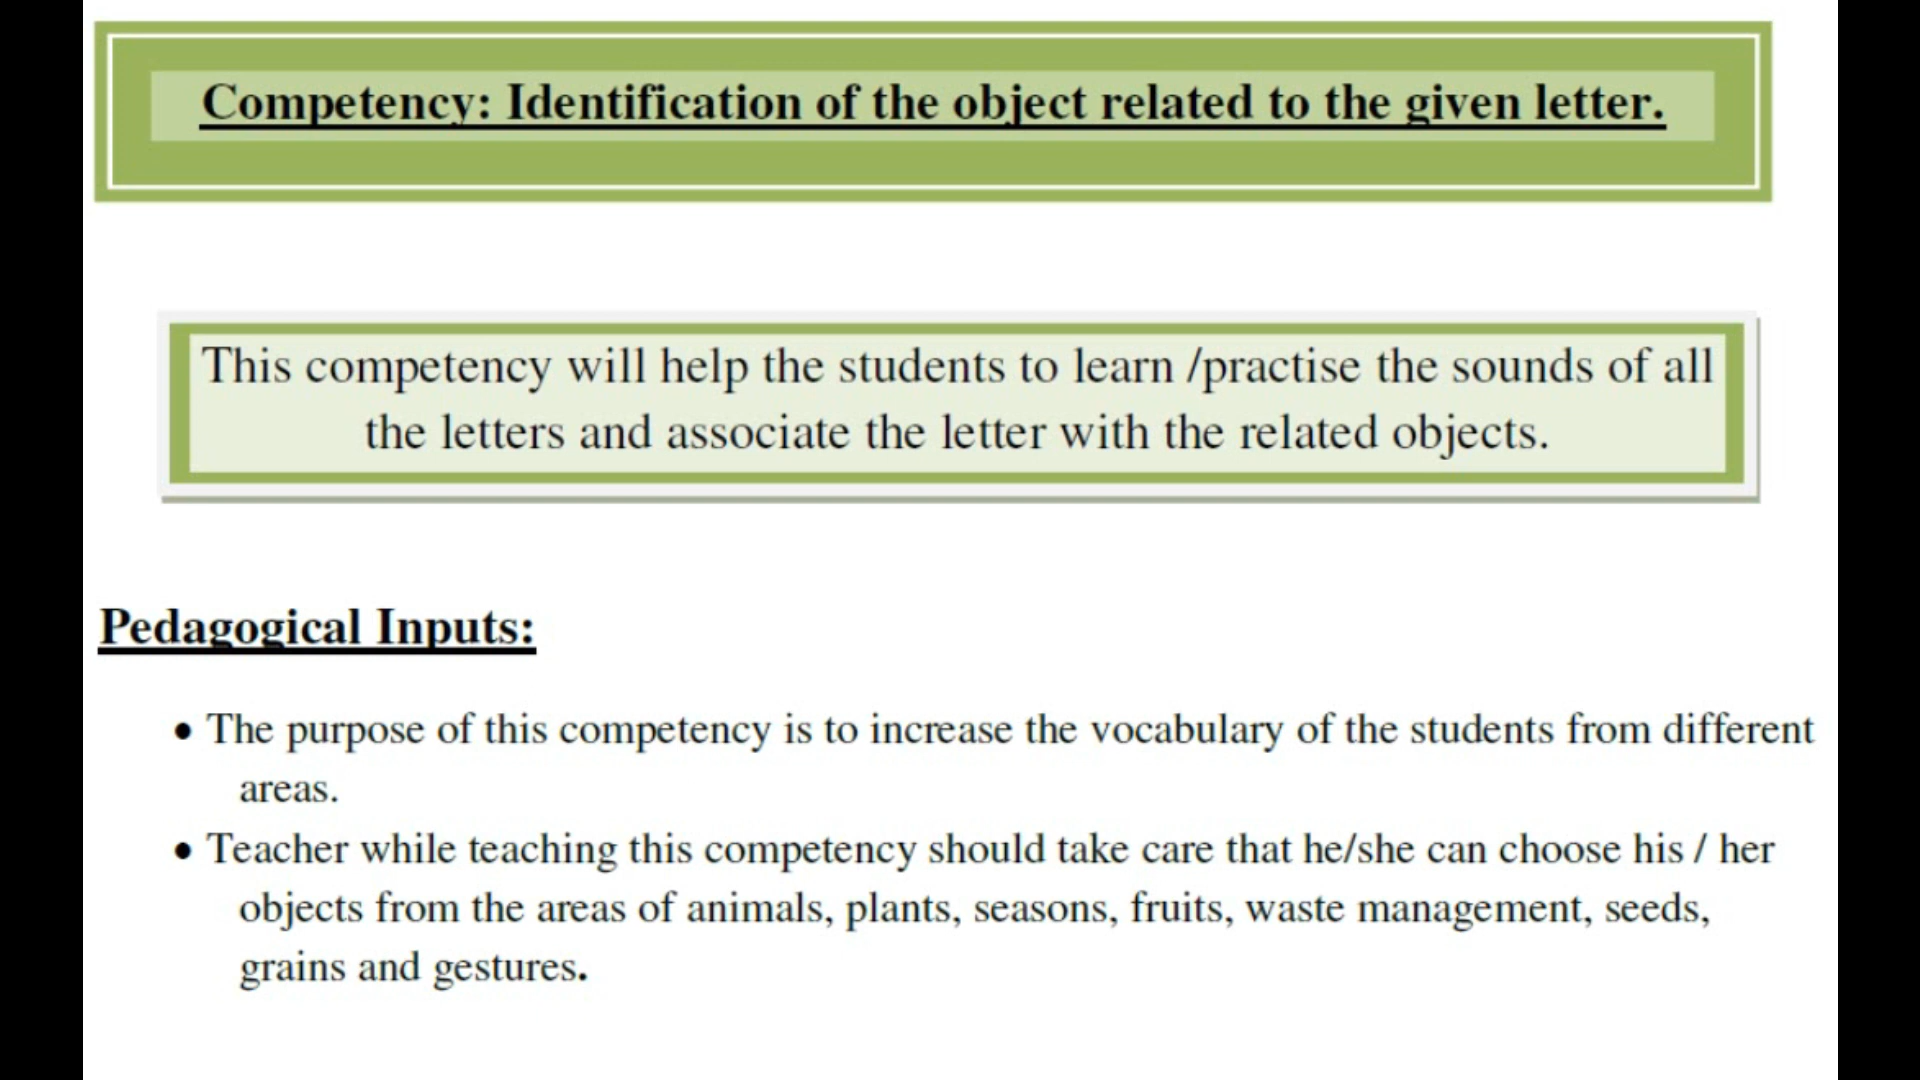 Competency: Identification of the object related to the given letter.
This competency will help the students to learn /practise the sounds of all
the letters and associate the letter with the related objects.
Pedagogical Inputs:
• The purpose of this competency is to increase the vocabulary of the students from different
areas.
• Teacher while teaching this competency should take care that he/she can choose his / her
objects from the areas of animals, plants, seasons, fruits, waste management, seeds,
grains and gestures.